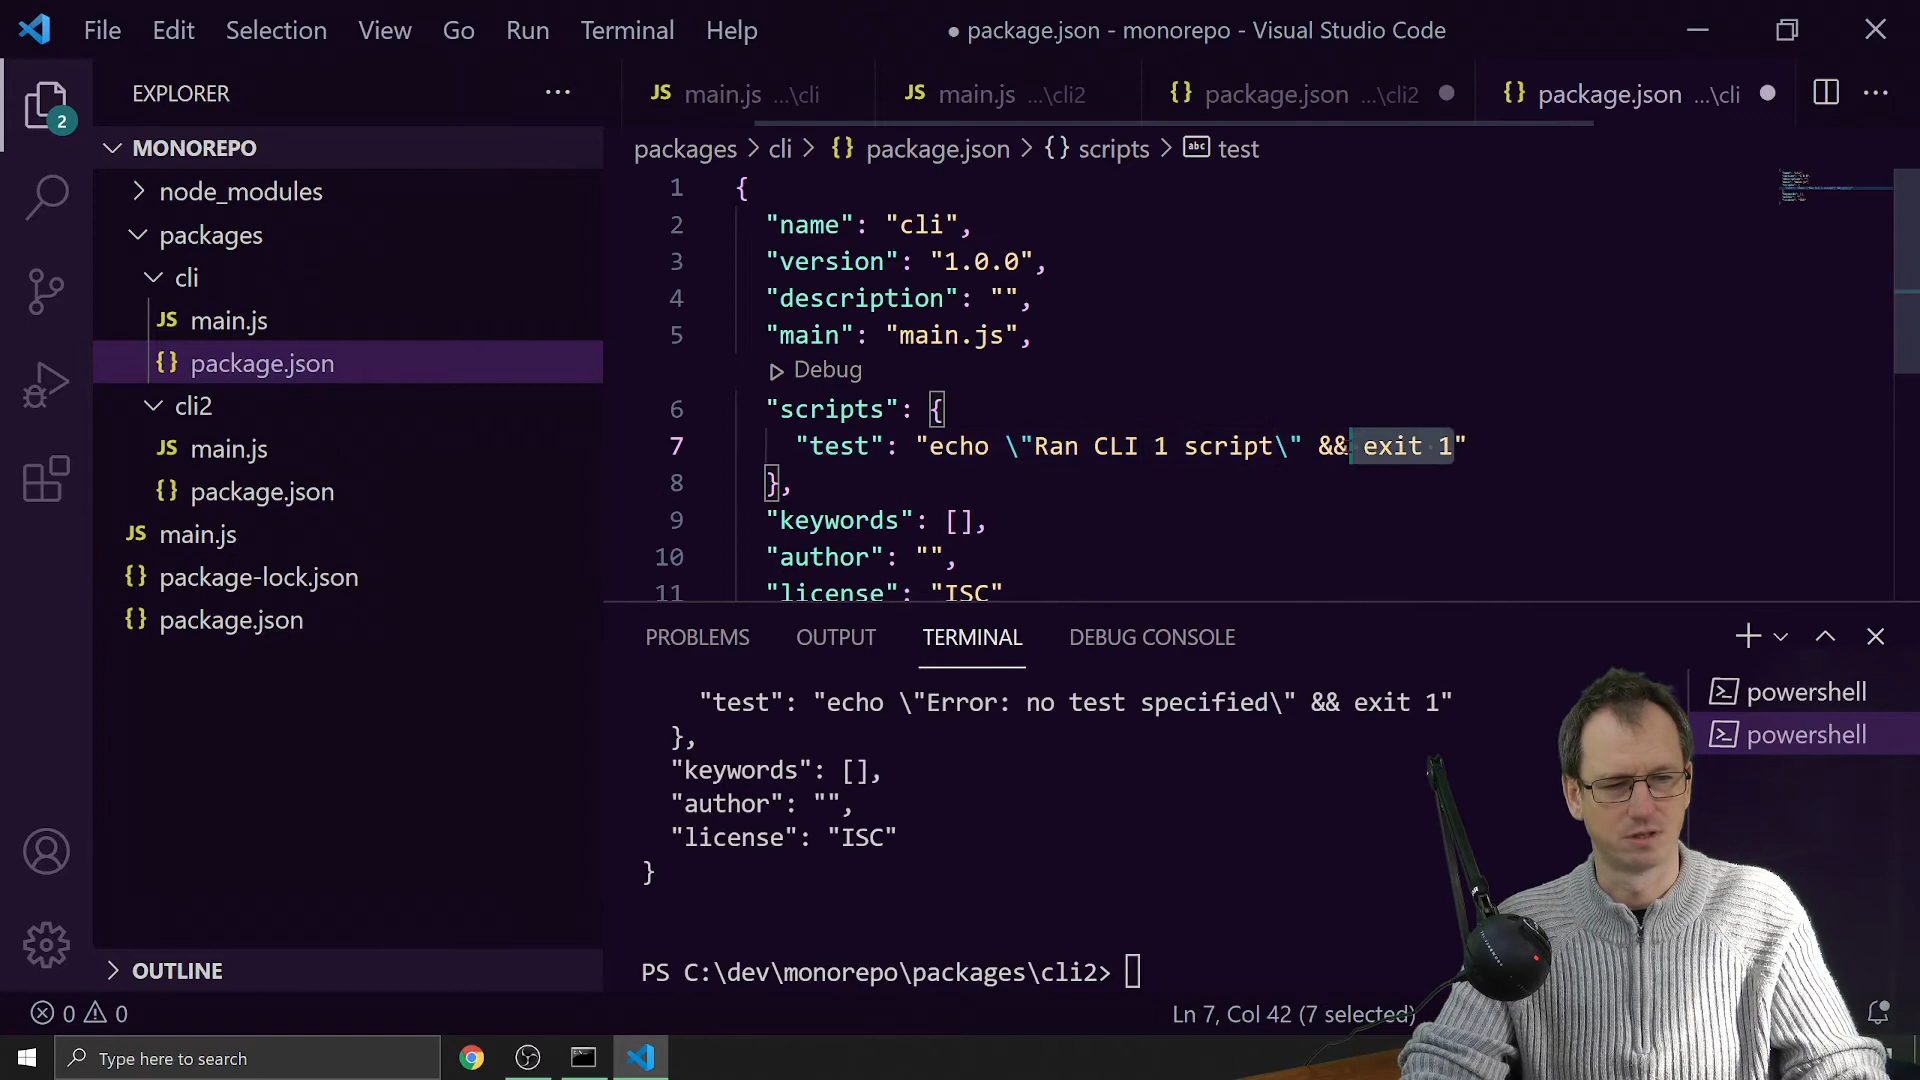 File Edit Selection View Go Run Terminal Help
● package.json - monorepo - Visual Studio Code
EXPLORER
MONOREPO
node_modules
packages
cli
JS main.js
{} package.json
cli2
JS main.js
{} package.json
JS main.js
{} package-lock.json
{} package.json
OUTLINE
2
JS main.js ...\cli
JS main.js ...\cli2
{} package.json ...\cli2
{} package.json ...\cli
packages > cli > {} package.json > {} scripts > abc test
1 {
2 "name": "cli",
3 "version": "1.0.0",
4 "description": "",
5 "main": "main.js",
Debug
6 "scripts": {
7 "test": "echo \"Ran CLI 1 script\" && exit 1"
8 },
9 "keywords": [],
10 "author": "",
11 "license": "ISC"
PROBLEMS OUTPUT TERMINAL DEBUG CONSOLE
"test": "echo \"Error: no test specified\" && exit 1"
},
"keywords": [],
"author": "",
"license": "ISC"
}
PS C:\dev\monorepo\packages\cli2>
powershell
powershell
0 0
Ln 7, Col 42 (7 selected)
Type here to search